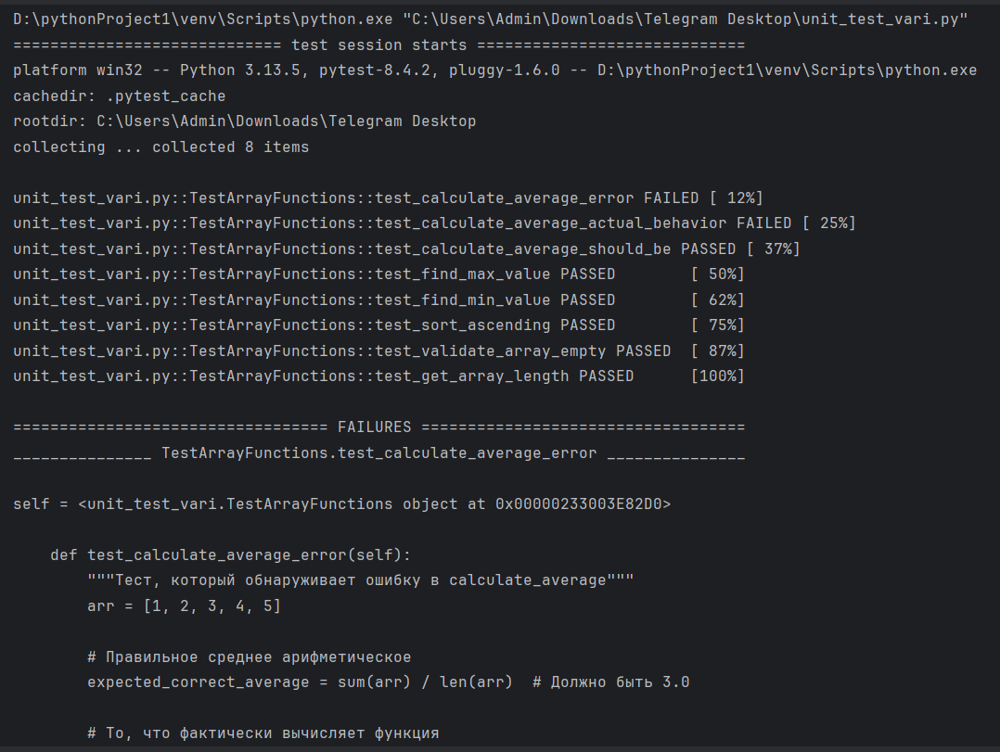 D:\pythonProject1\venv\Scripts\python.exe "C:\Users\Admin\Downloads\Telegram Desktop\unit_test_vari.py"
============================= test session starts =============================
platform win32 -- Python 3.13.5, pytest-8.4.2, pluggy-1.6.0 -- D:\pythonProject1\venv\Scripts\python.exe
cachedir: .pytest_cache
rootdir: C:\Users\Admin\Downloads\Telegram Desktop
collecting ... collected 8 items

unit_test_vari.py::TestArrayFunctions::test_calculate_average_error FAILED [ 12%]
unit_test_vari.py::TestArrayFunctions::test_calculate_average_actual_behavior FAILED [ 25%]
unit_test_vari.py::TestArrayFunctions::test_calculate_average_should_be PASSED [ 37%]
unit_test_vari.py::TestArrayFunctions::test_find_max_value PASSED        [ 50%]
unit_test_vari.py::TestArrayFunctions::test_find_min_value PASSED        [ 62%]
unit_test_vari.py::TestArrayFunctions::test_sort_ascending PASSED        [ 75%]
unit_test_vari.py::TestArrayFunctions::test_validate_array_empty PASSED  [ 87%]
unit_test_vari.py::TestArrayFunctions::test_get_array_length PASSED      [100%]

================================== FAILURES ===================================
_______________ TestArrayFunctions.test_calculate_average_error _______________

self = <unit_test_vari.TestArrayFunctions object at 0x00000233003E82D0>

    def test_calculate_average_error(self):
        """Тест, который обнаруживает ошибку в calculate_average"""
        arr = [1, 2, 3, 4, 5]

        # Правильное среднее арифметическое
        expected_correct_average = sum(arr) / len(arr)  # Должно быть 3.0

        # То, что фактически вычисляет функция